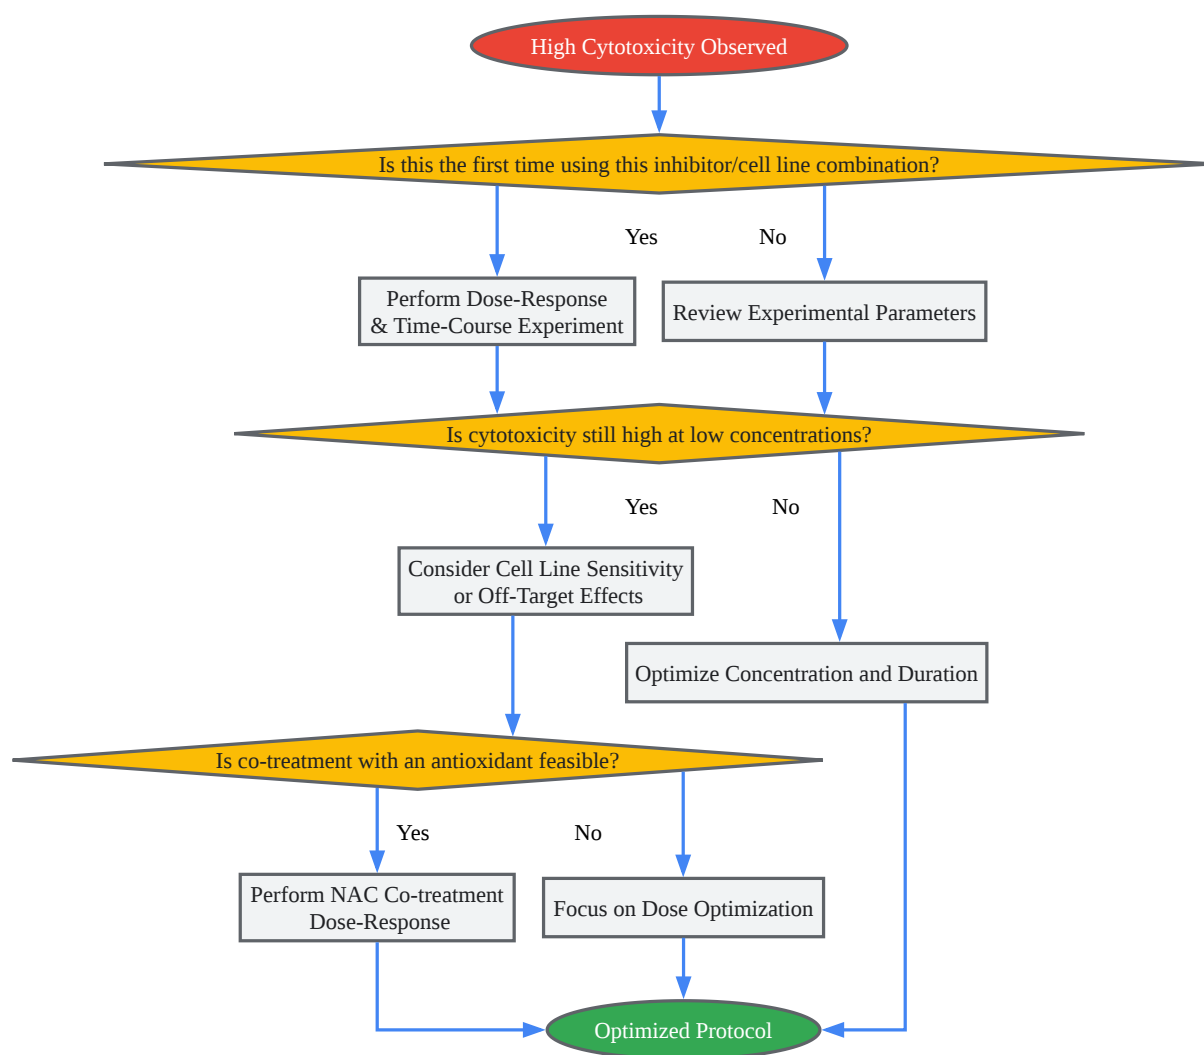 High Cytotoxicity Observed
Is this the first time using this inhibitor/cell line combination?
Yes
No
Perform Dose-Response
& Time-Course Experiment
Review Experimental Parameters
Is cytotoxicity still high at low concentrations?
Yes
No
Consider Cell Line Sensitivity
or Off-Target Effects
Optimize Concentration and Duration
Is co-treatment with an antioxidant feasible?
Yes
No
Perform NAC Co-treatment
Dose-Response
Focus on Dose Optimization
Optimized Protocol